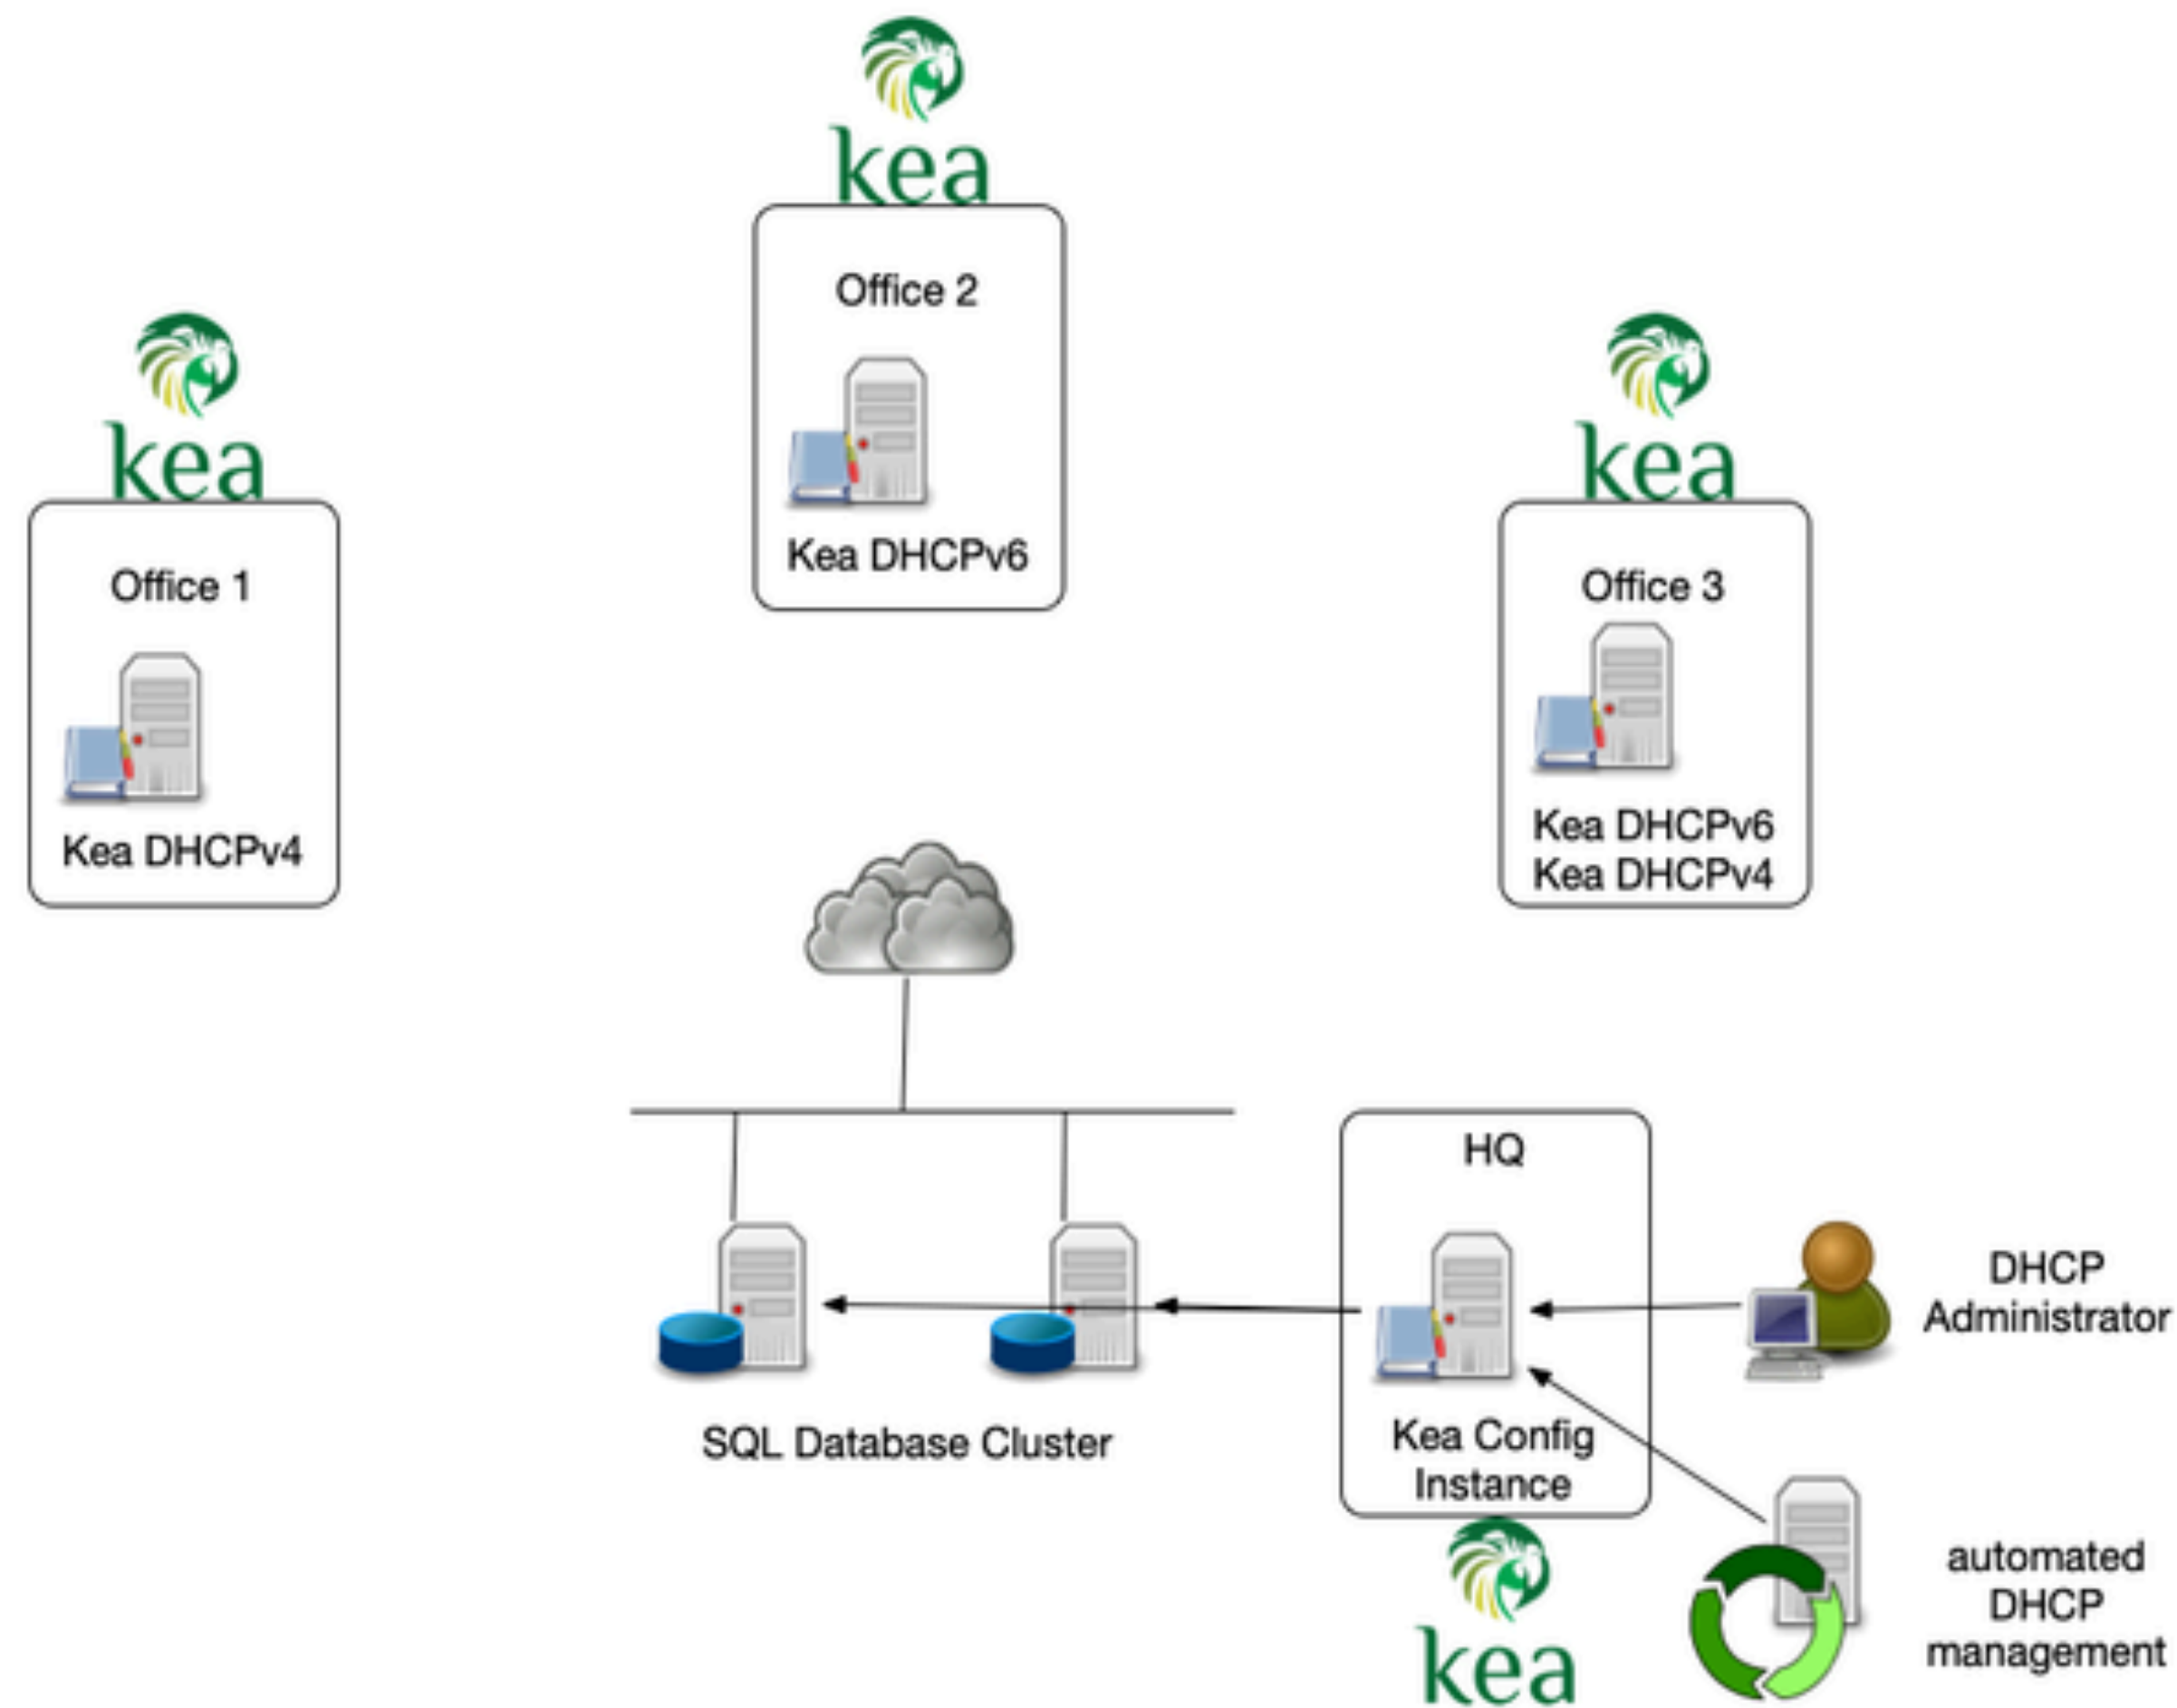 kea
Office 2
Kea DHCPv6
kea
Office 1
Kea DHCPv4
kea
Office 3
Kea DHCPv6
Kea DHCPv4
HQ
Kea Config
Instance
kea
SQL Database Cluster
DHCP
Administrator
automated
DHCP
management